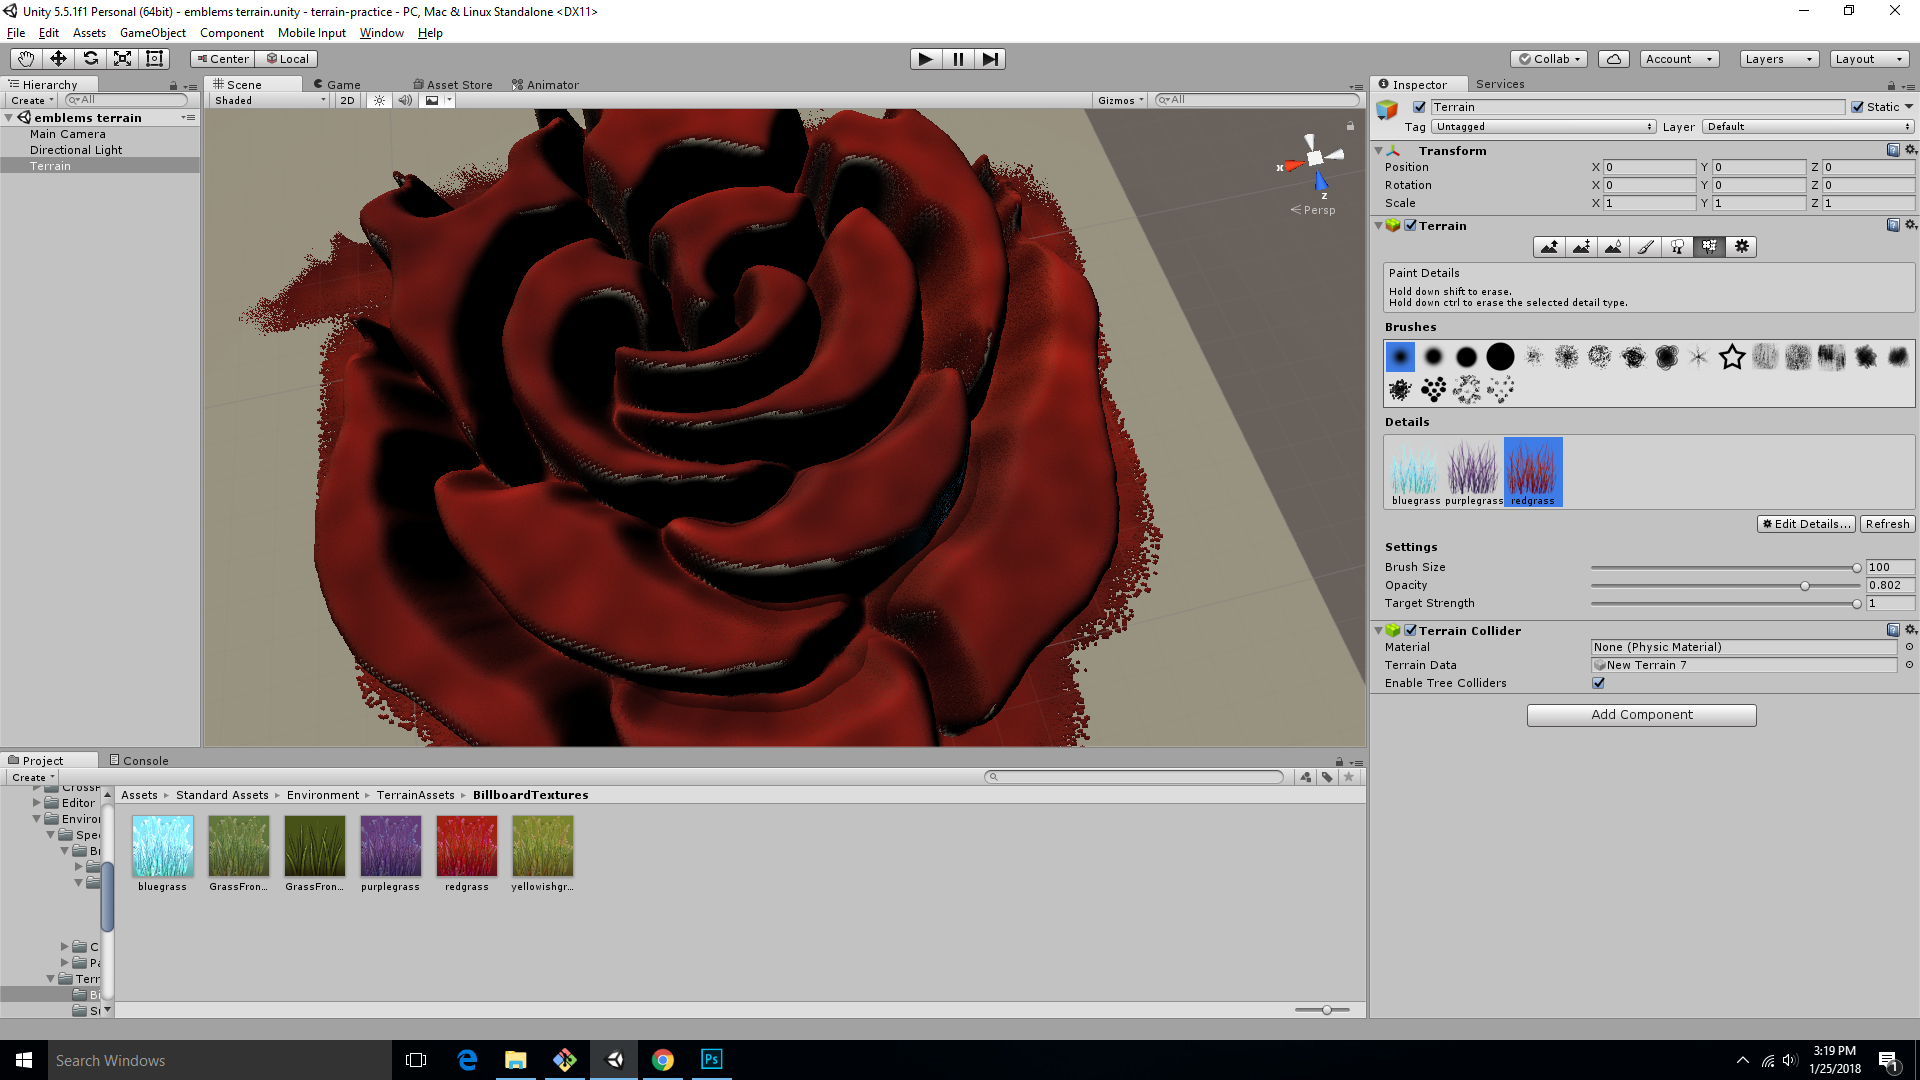 Unity 5.5.1f1 Personal (64bit) - emblems terrain.unity - terrain-practice - PC, Mac & Linux Standalone <DX11>
File Edit Assets GameObject Component Mobile Input Window Help
Center Local Collab Account Layers Layout
Hierarchy
Create All
emblems terrain
Main Camera
Directional Light
Terrain
Scene Game Asset Store Animator
Shaded 2D Gizmos All
x
z
Persp
Inspector Services
Terrain Static
Tag Untagged Layer Default
Transform
Position X 0 Y 0 Z 0
Rotation X 0 Y 0 Z 0
Scale X 1 Y 1 Z 1
Terrain
Paint Details
Hold down shift to erase.
Hold down ctrl to erase the selected detail type.
Brushes
Details
bluegrass purplegrass redgrass
Edit Details... Refresh
Settings
Brush Size 100
Opacity 0.802
Target Strength 1
Terrain Collider
Material None (Physic Material)
Terrain Data New Terrain 7
Enable Tree Colliders
Add Component
Project Console
Create
Editor
Enviror
Spe
C
Terr
Assets Standard Assets Environment TerrainAssets BillboardTextures
bluegrass GrassFron... GrassFron... purplegrass redgrass yellowishgr...
Search Windows
Ps
3:19 PM
1/25/2018
1